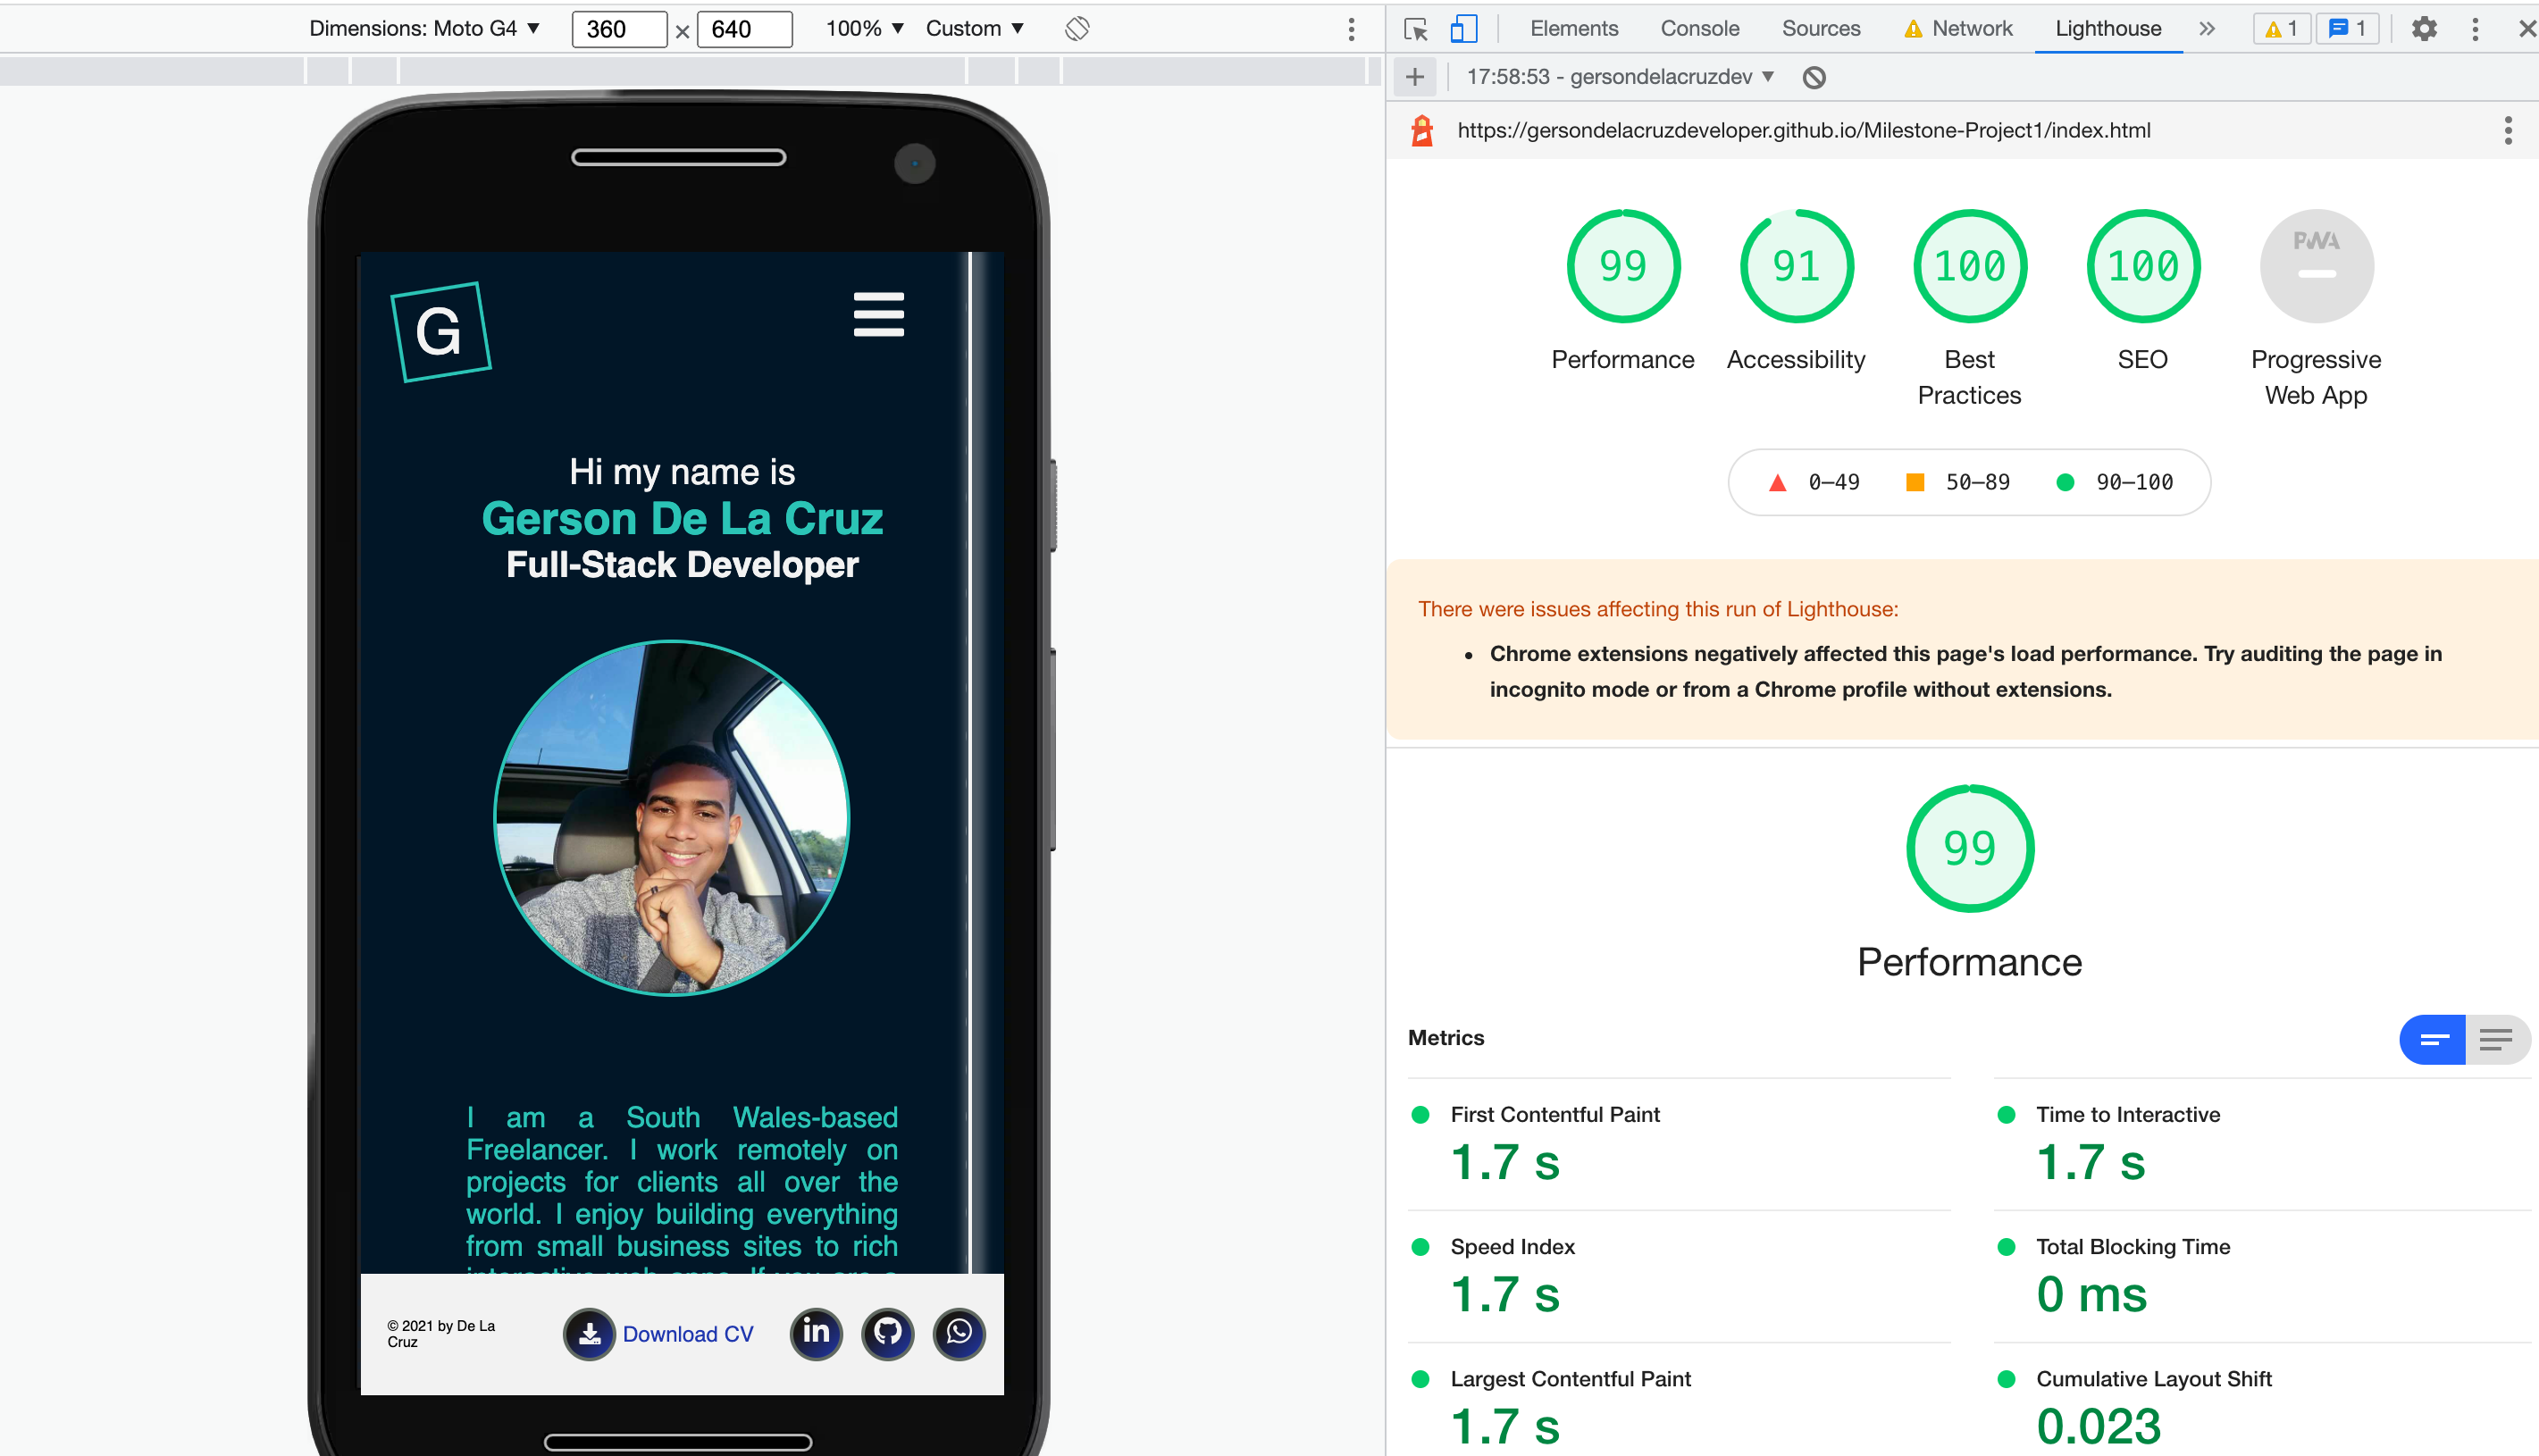 Dimensions: Moto G4 ▼ 360 × 640 100% ▼ Custom ▼
G
Hi my name is
Gerson De La Cruz
Full-Stack Developer
I am a South Wales-based
Freelancer. I work remotely on
projects for clients all over the
world. I enjoy building everything
from small business sites to rich
interactive web apps. If you are a
© 2021 by De La
Cruz
Download CV
in
Elements Console Sources Network Lighthouse » 1 1
17:58:53 - gersondelacruzdev ▼
https://gersondelacruzdeveloper.github.io/Milestone-Project1/index.html
99 91 100 100 PWA
Performance Accessibility Best SEO Progressive
Practices Web App
0–49 50–89 90–100
There were issues affecting this run of Lighthouse:
• Chrome extensions negatively affected this page's load performance. Try auditing the page in
incognito mode or from a Chrome profile without extensions.
99
Performance
Metrics
First Contentful Paint Time to Interactive
1.7 s 1.7 s
Speed Index Total Blocking Time
1.7 s 0 ms
Largest Contentful Paint Cumulative Layout Shift
1.7 s 0.023